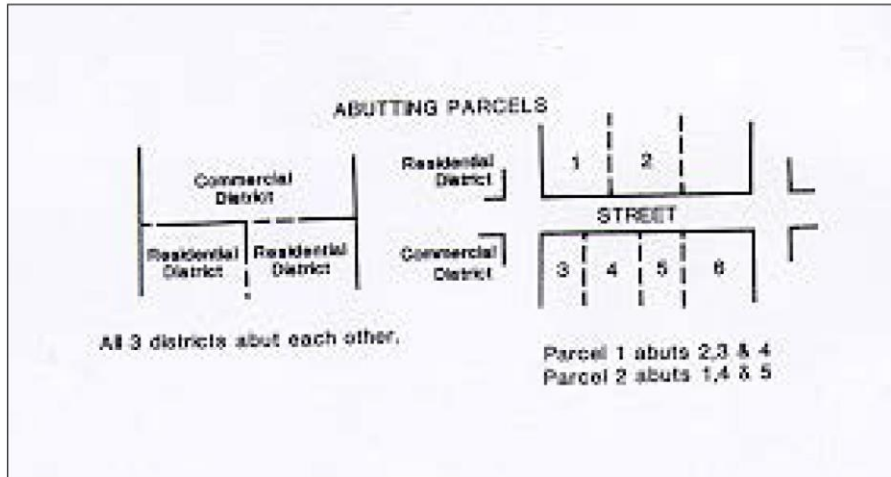 ABUTTING PARCELS
Commercial
District
Residential
District
Residential
District
All 3 districts abut each other.
Residential
District
1
2
STREET
Commercial
District
3
4
5
6
Parcel 1 abuts 2,3 & 4
Parcel 2 abuts 1,4 & 5